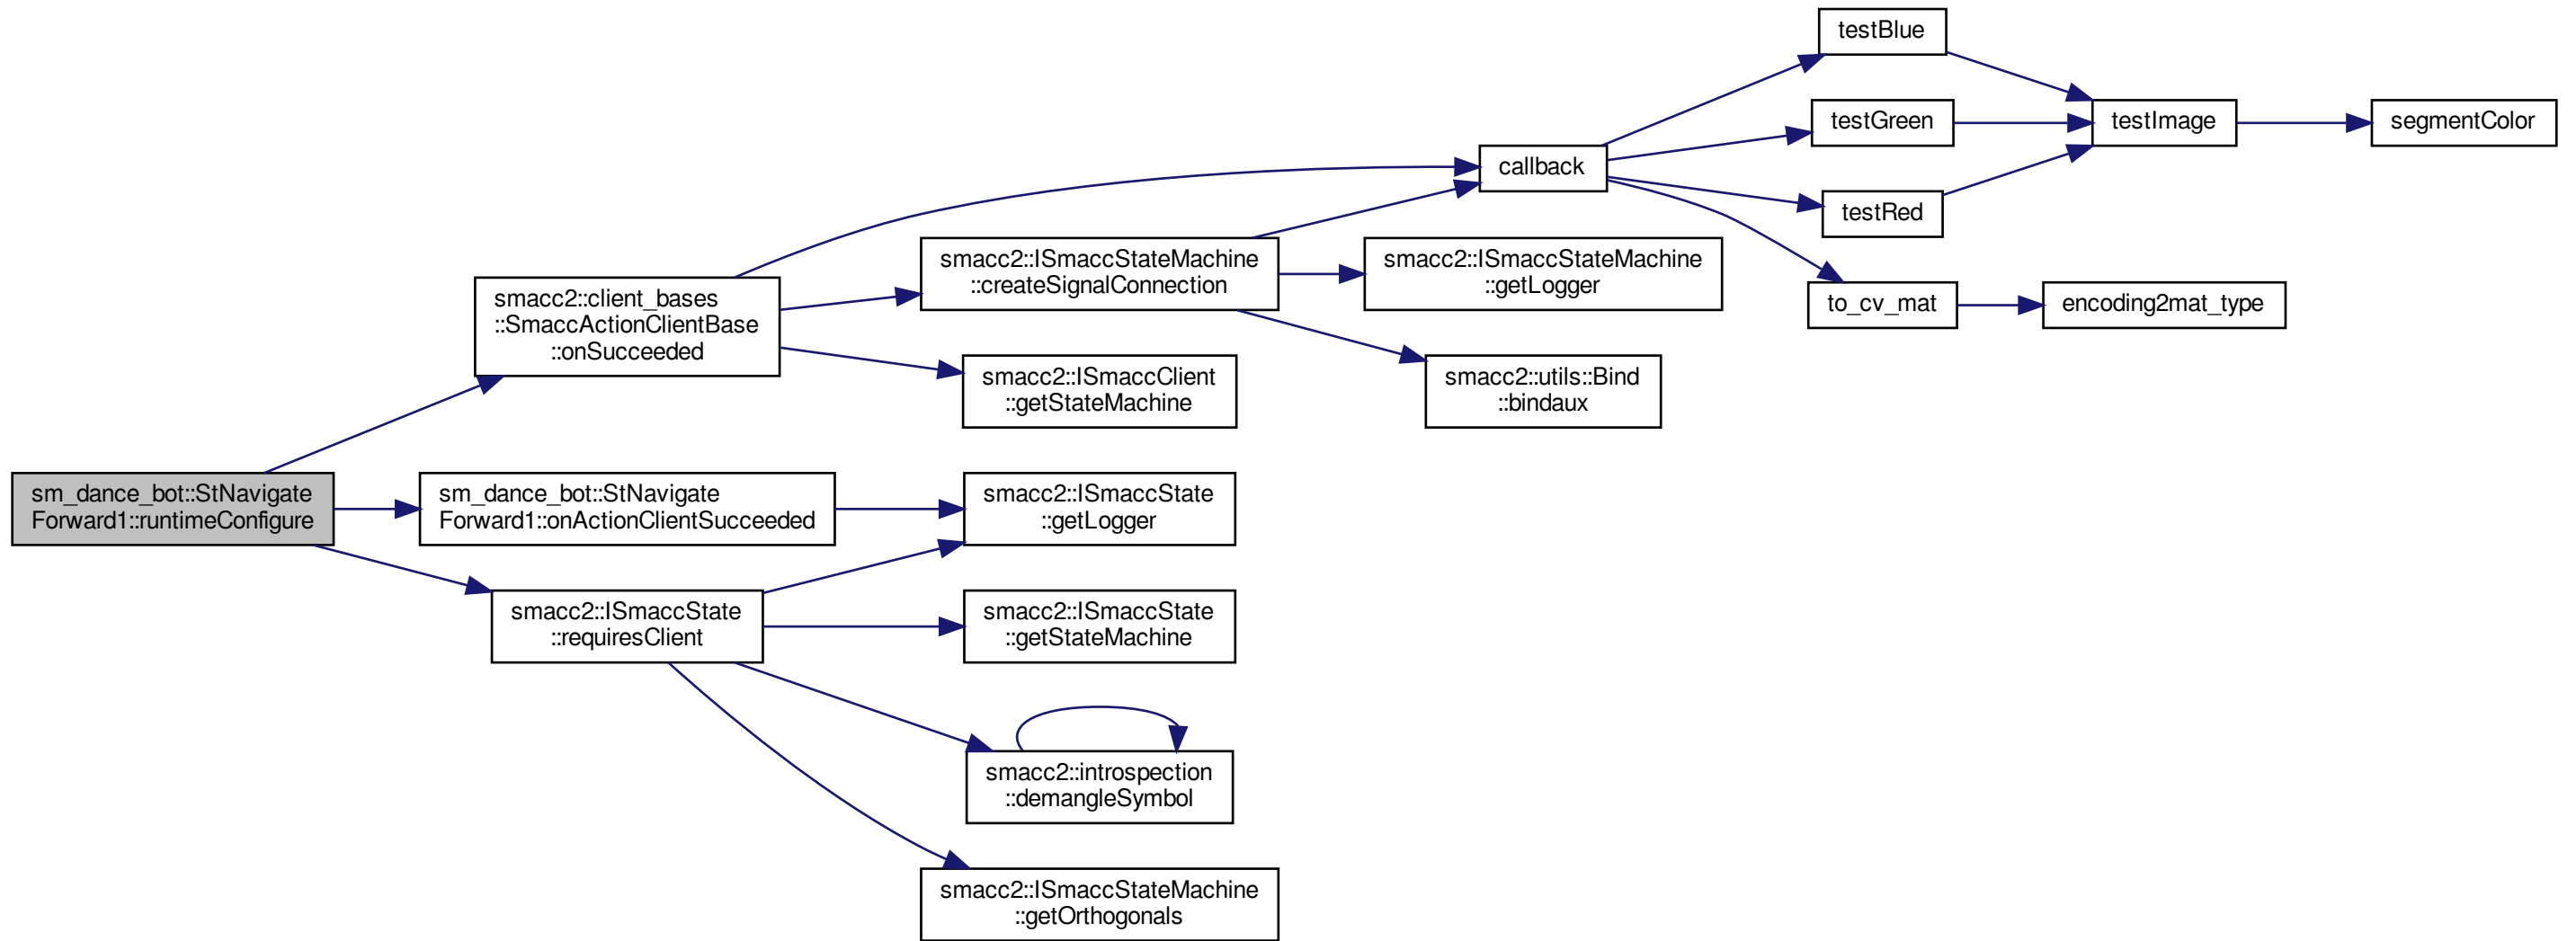 sm_dance_bot::StNavigate
Forward1::runtimeConfigure
smacc2::client_bases
::SmaccActionClientBase
::onSucceeded
sm_dance_bot::StNavigate
Forward1::onActionClientSucceeded
smacc2::ISmaccState
::requiresClient
smacc2::ISmaccStateMachine
::createSignalConnection
smacc2::ISmaccClient
::getStateMachine
smacc2::ISmaccState
::getLogger
smacc2::ISmaccState
::getStateMachine
smacc2::introspection
::demangleSymbol
smacc2::ISmaccStateMachine
::getOrthogonals
callback
smacc2::ISmaccStateMachine
::getLogger
smacc2::utils::Bind
::bindaux
testBlue
testGreen
testRed
to_cv_mat
testImage
encoding2mat_type
segmentColor